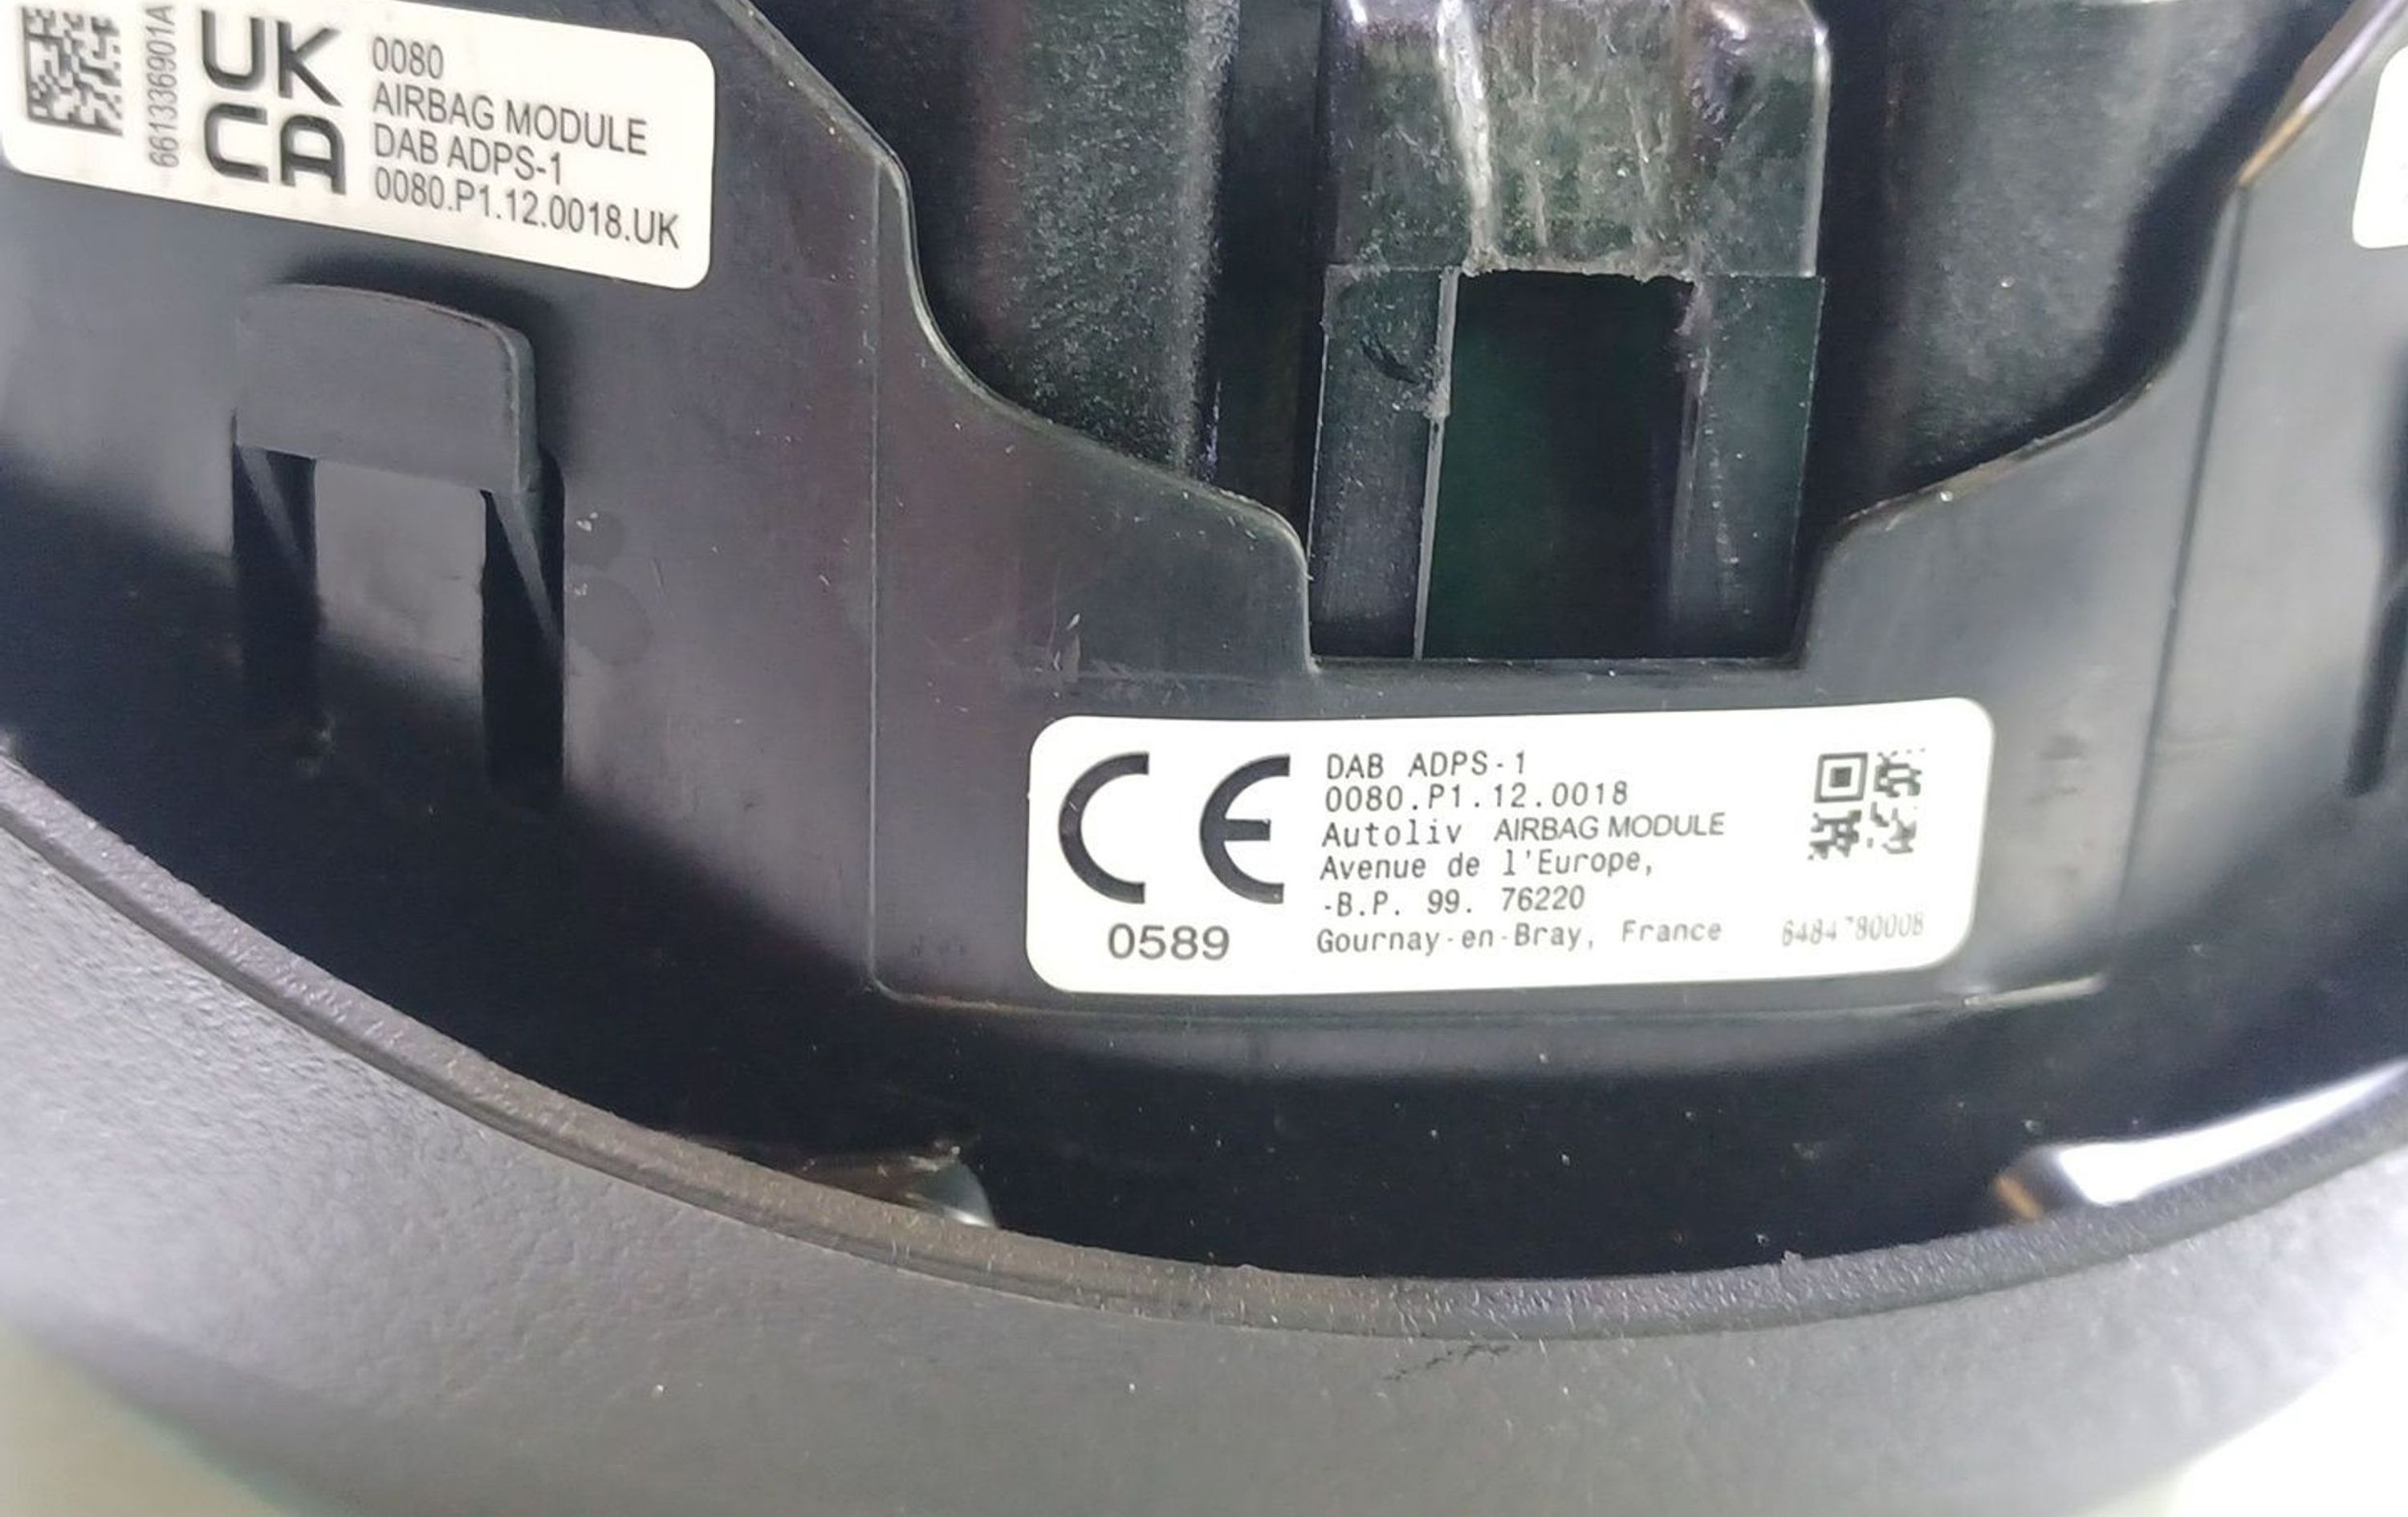 661336901A
UK
CA
0080
AIRBAG MODULE
DAB ADPS-1
0080.P1.12.0018.UK
CE
0589
DAB ADPS-1
0080.P1.12.0018
Autoliv AIRBAG MODULE
Avenue de l'Europe,
-B.P. 99. 76220
Gournay-en-Bray, France